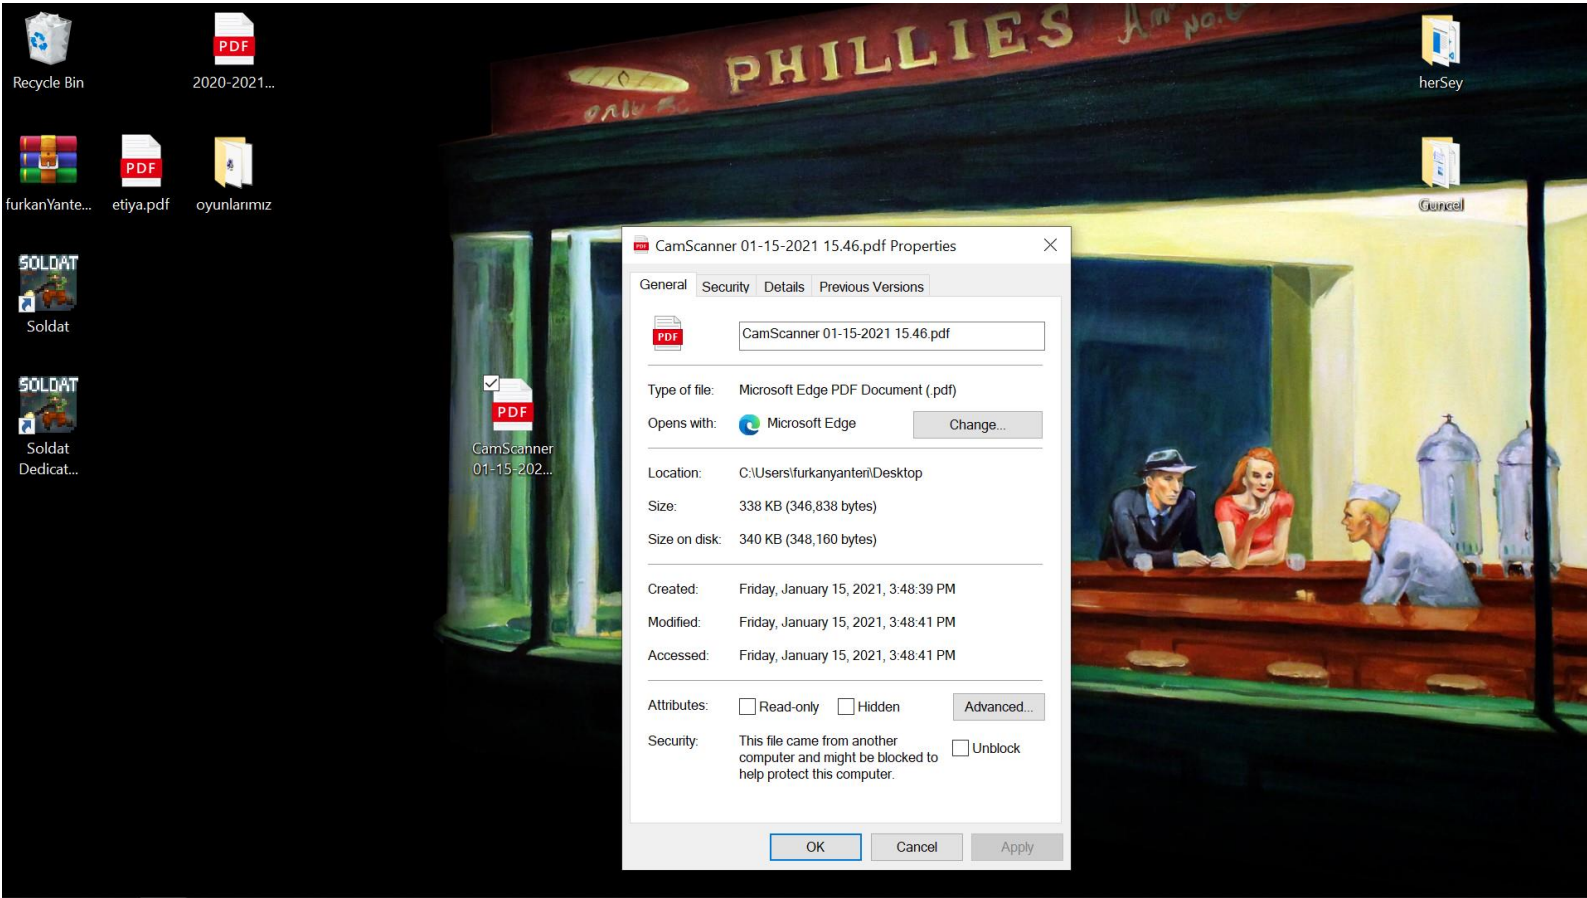 Recycle Bin
PDF
2020-2021...
furkanYante...
PDF
etiya.pdf
oyunlarımız
SOLDAT
Soldat
SOLDAT
Soldat
Dedicat...
PHILLIES
only
herSey
Guncel
PDF
CamScanner
01-15-202...
CamScanner 01-15-2021 15.46.pdf Properties
General Security Details Previous Versions
PDF
CamScanner 01-15-2021 15.46.pdf
Type of file: Microsoft Edge PDF Document (.pdf)
Opens with: Microsoft Edge Change...
Location: C:\Users\furkanyanteri\Desktop
Size: 338 KB (346,838 bytes)
Size on disk: 340 KB (348,160 bytes)
Created: Friday, January 15, 2021, 3:48:39 PM
Modified: Friday, January 15, 2021, 3:48:41 PM
Accessed: Friday, January 15, 2021, 3:48:41 PM
Attributes: Read-only Hidden Advanced...
Security: This file came from another
computer and might be blocked to
help protect this computer.
Unblock
OK Cancel Apply